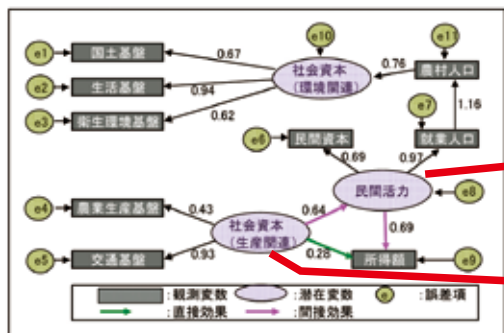 e1
国土基盤
0.67
e10
e11
e2
生活基盤
0.94
社会資本
(環境関連)
0.76
農村人口
e3
衛生環境基盤
0.62
e7
1.16
e6
民間資本
就業人口
0.69
0.97
民間活力
e8
e4
農業生産基盤
0.43
社会資本
(生産関連)
0.64
0.69
e5
交通基盤
0.93
0.28
所得額
e9
:観測変数
:潜在変数
e
:誤差項
:直接効果
:間接効果